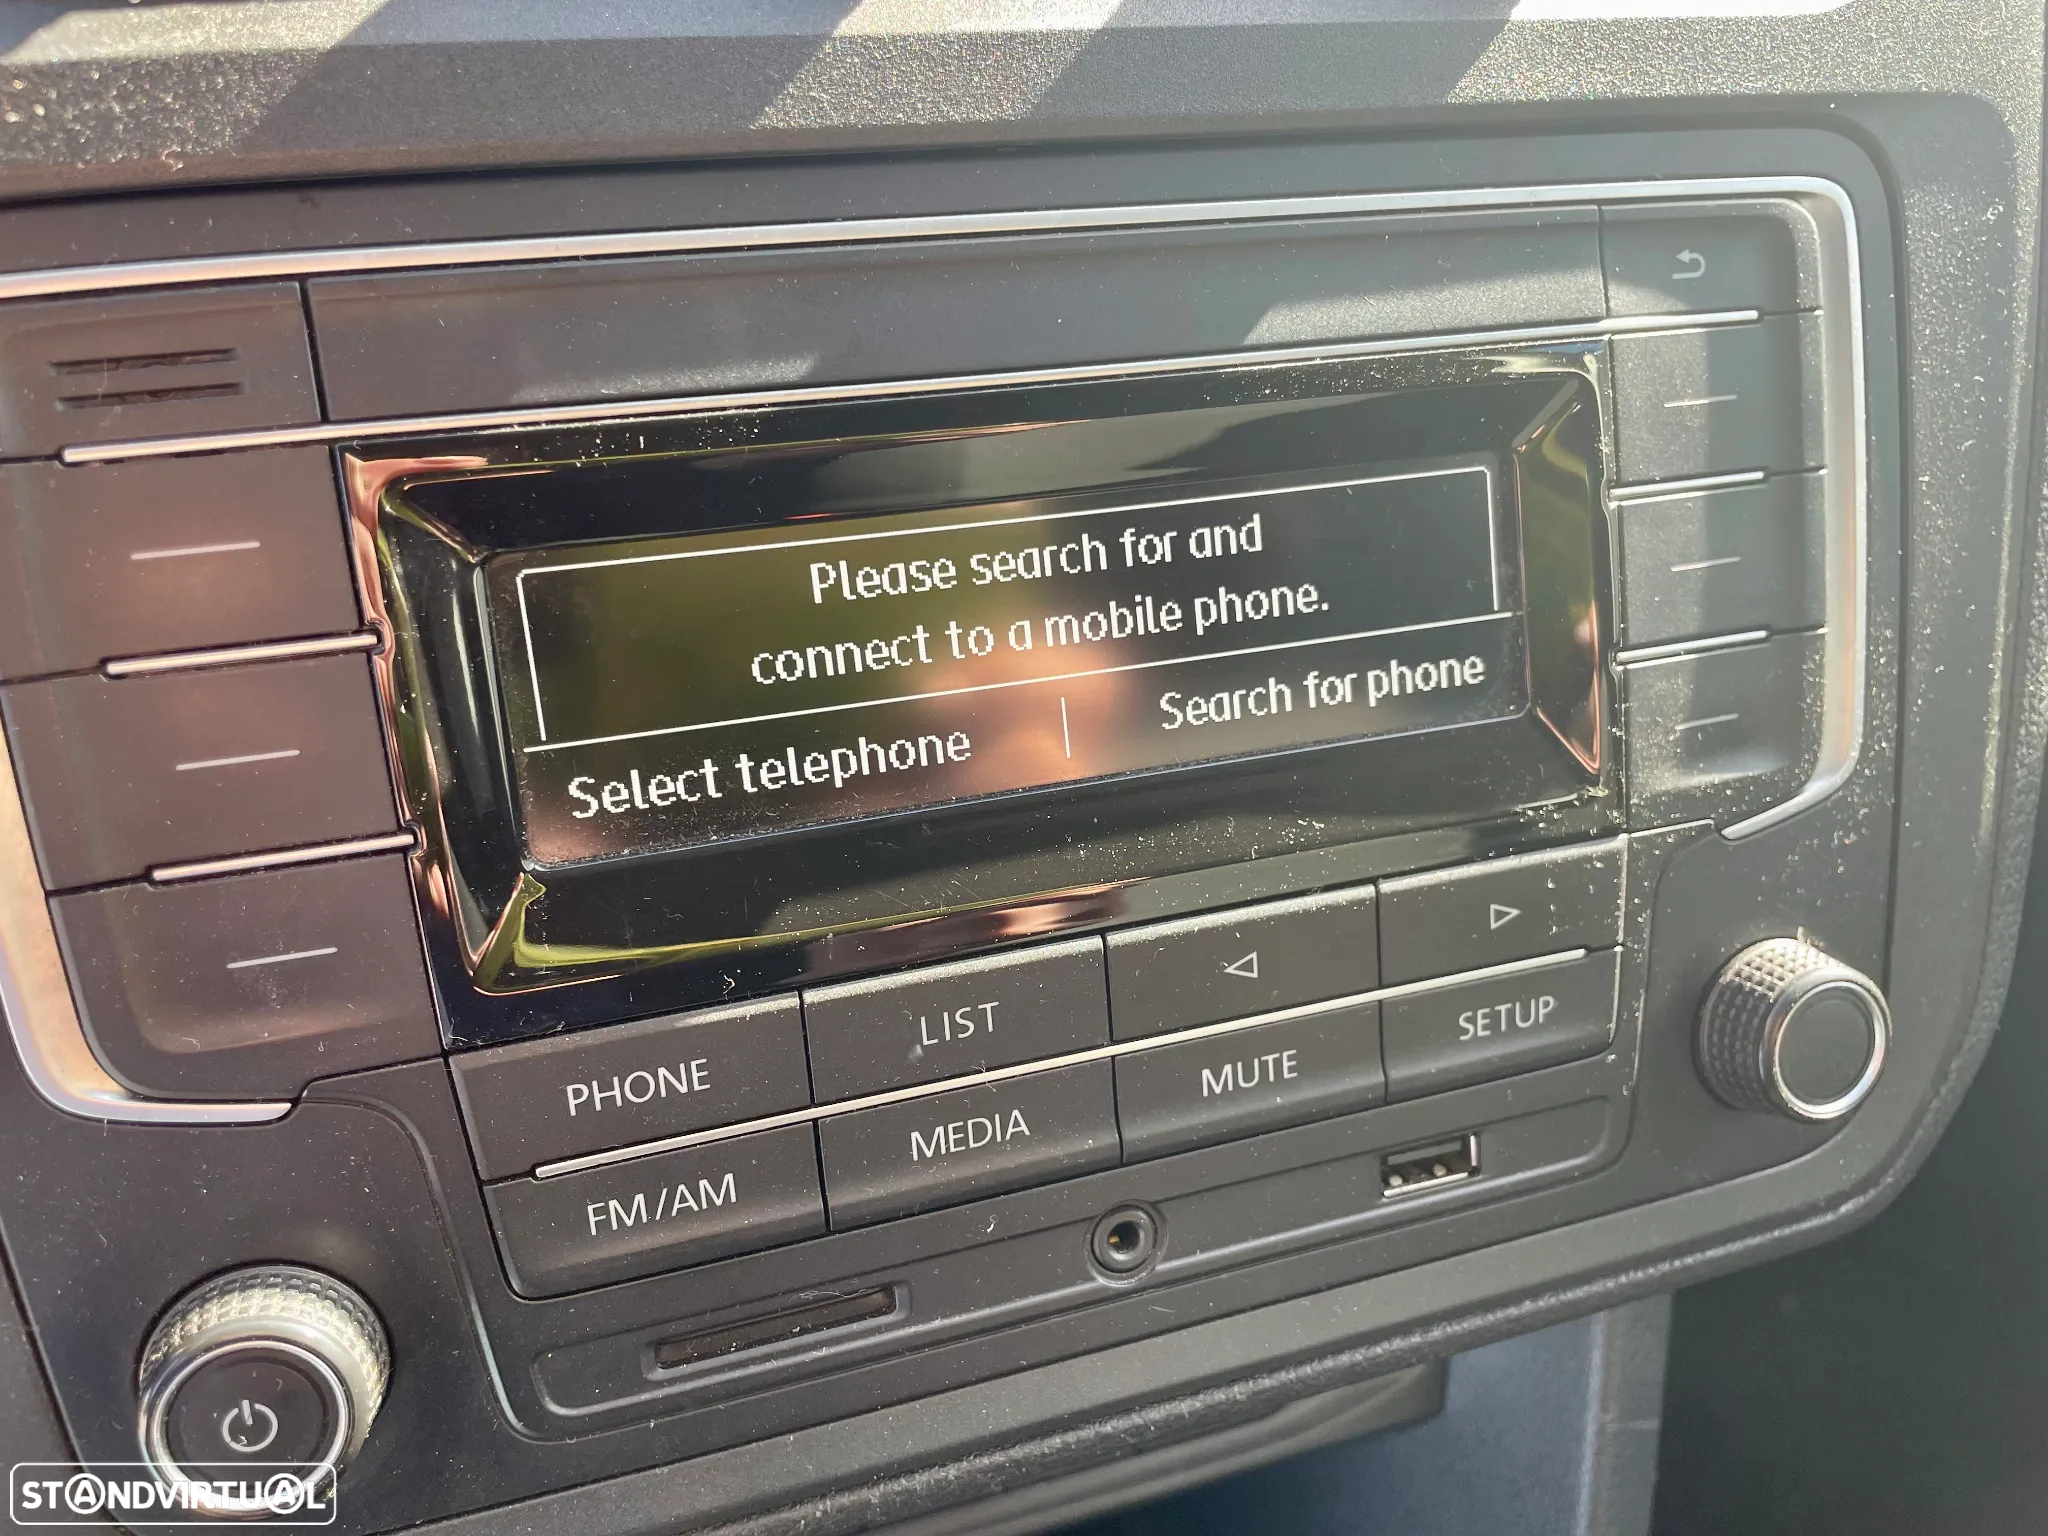 Please search for and
connect to a mobile phone.
Select telephone
Search for phone
PHONE
LIST
FM/AM
MEDIA
MUTE
SETUP
STANDVIRTUAL